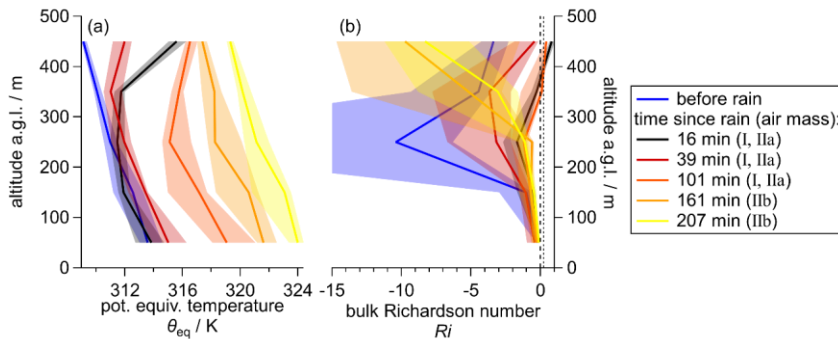 (a)
500
400
300
200
100
0
altitude a.g.l. / m
312
316
320
324
pot. equiv. temperature
θeq / K
(b)
-15
-10
-5
0
bulk Richardson number
Ri
500
400
300
200
100
0
altitude a.g.l. / m
before rain
time since rain (air mass):
16 min (I, IIa)
39 min (I, IIa)
101 min (I, IIa)
161 min (IIb)
207 min (IIb)